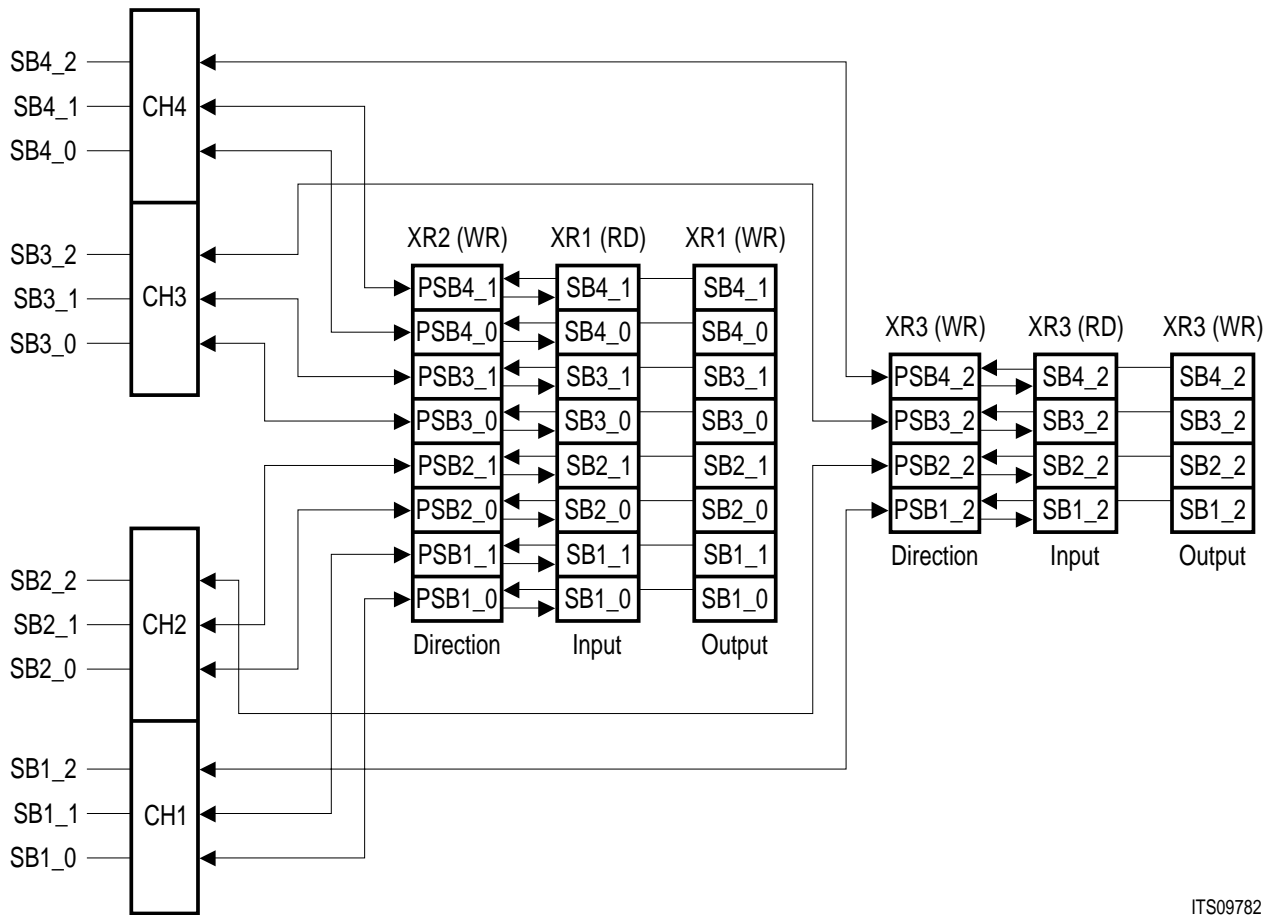 SB4_2
SB4_1
SB4_0
CH4
SB3_2
SB3_1
SB3_0
CH3
SB2_2
SB2_1
SB2_0
CH2
SB1_2
SB1_1
SB1_0
CH1
XR2 (WR) XR1 (RD) XR1 (WR)
PSB4_1 SB4_1 SB4_1
PSB4_0 SB4_0 SB4_0
PSB3_1 SB3_1 SB3_1
PSB3_0 SB3_0 SB3_0
PSB2_1 SB2_1 SB2_1
PSB2_0 SB2_0 SB2_0
PSB1_1 SB1_1 SB1_1
PSB1_0 SB1_0 SB1_0
Direction Input Output
XR3 (WR) XR3 (RD) XR3 (WR)
PSB4_2 SB4_2 SB4_2
PSB3_2 SB3_2 SB3_2
PSB2_2 SB2_2 SB2_2
PSB1_2 SB1_2 SB1_2
Direction Input Output
ITS09782